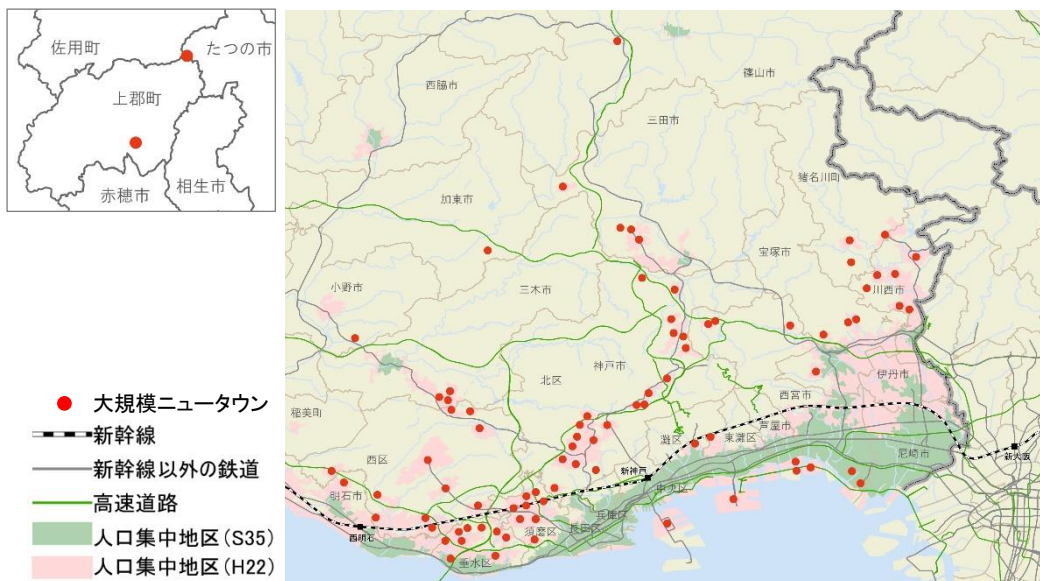 佐用町
たつの市
上郡町
赤穂市
相生市
大規模ニュータウン
新幹線
新幹線以外の鉄道
高速道路
人口集中地区(S35)
人口集中地区(H22)
西脇市
篠山市
三田市
猪名川町
加東市
宝塚市
小野市
三木市
川西市
神戸市
北区
伊丹市
稲美町
西宮市
芦屋市
灘区
東灘区
西区
尼崎市
新大阪
新神戸
明石市
中央区
兵庫区
長田区
須磨区
西明石
垂水区